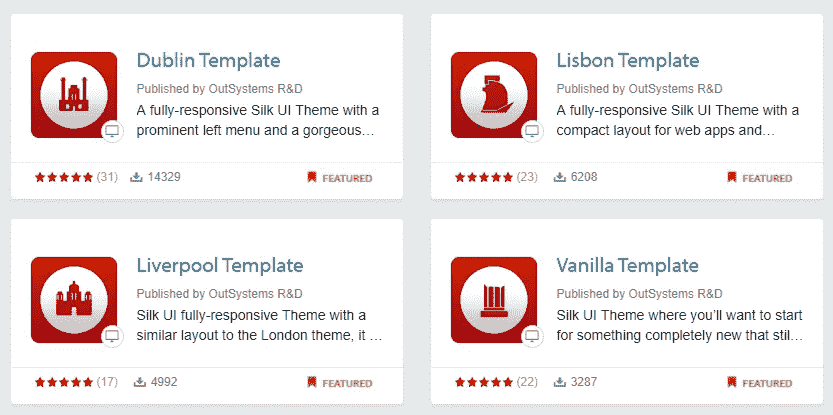 Dublin Template
Published by OutSystems R&D
A fully-responsive Silk UI Theme with a
prominent left menu and a gorgeous…
(31) 14329 FEATURED
Lisbon Template
Published by OutSystems R&D
A fully-responsive Silk UI Theme with a
compact layout for web apps and…
(23) 6208 FEATURED
Liverpool Template
Published by OutSystems R&D
Silk UI fully-responsive Theme with a
similar layout to the London theme, it …
(17) 4992 FEATURED
Vanilla Template
Published by OutSystems R&D
Silk UI Theme where you'll want to start
for something completely new that stil…
(22) 3287 FEATURED